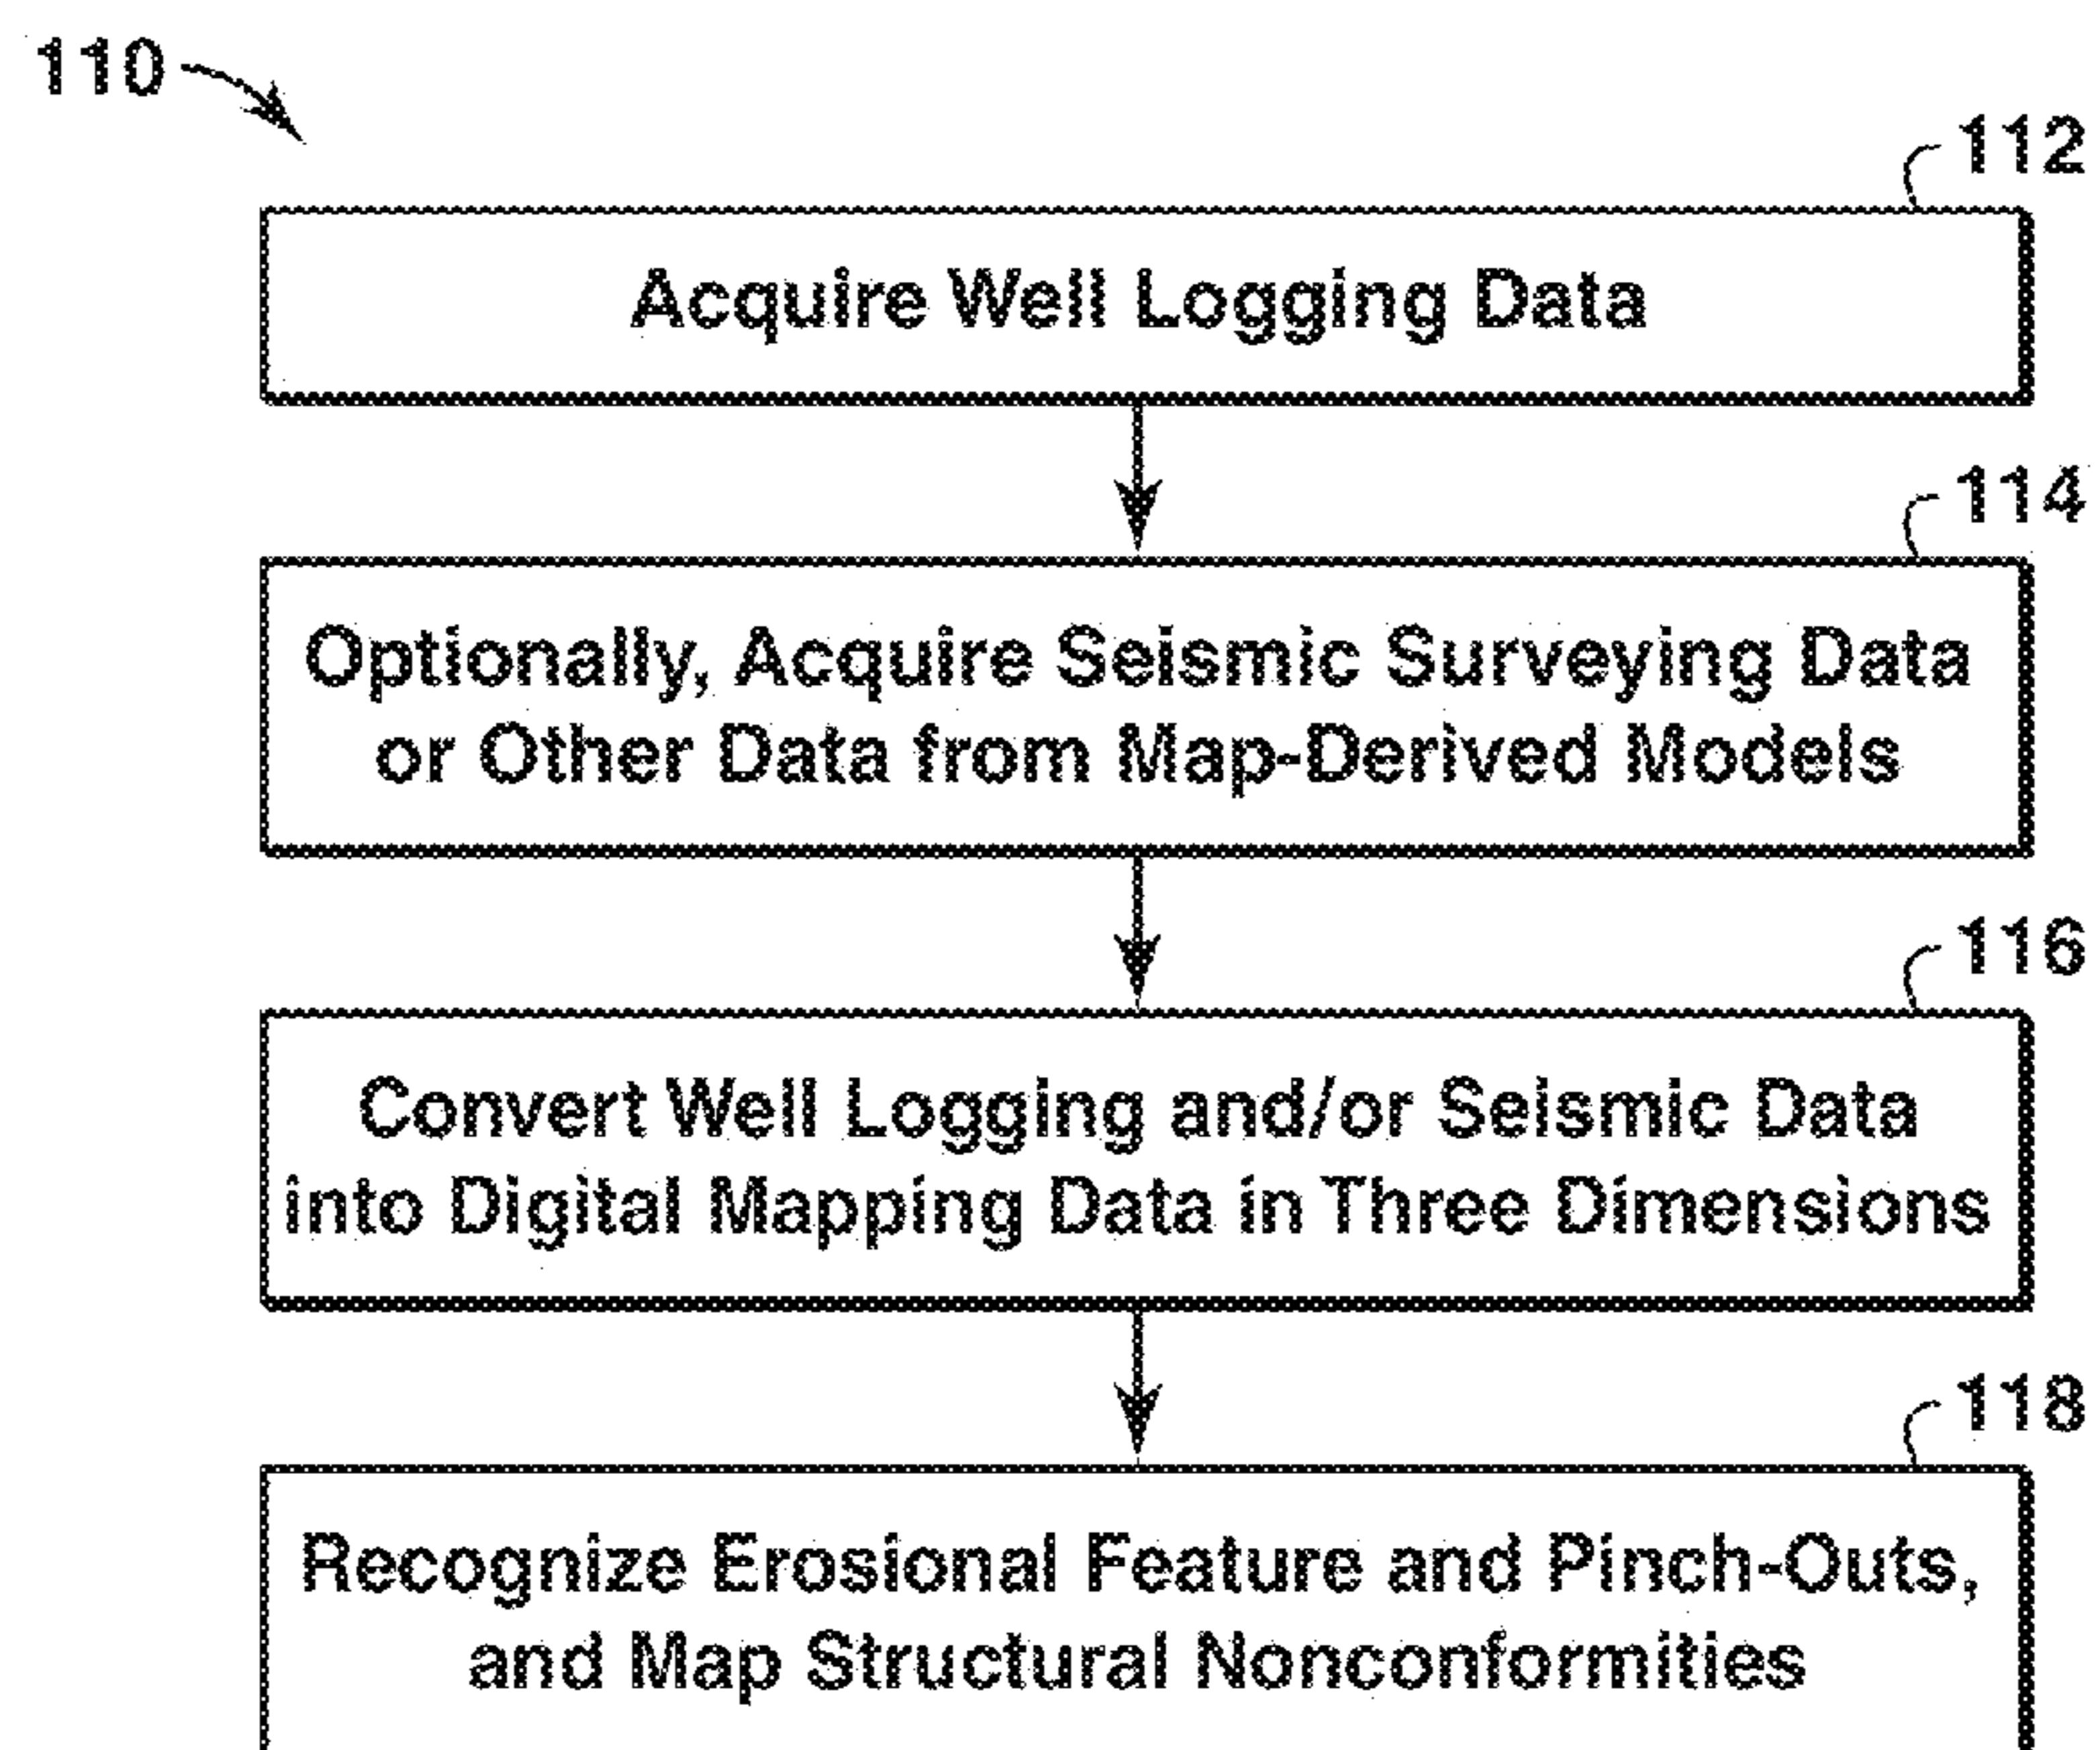 110
112
Acquire Well Logging Data
114
Optionally, Acquire Seismic Surveying Data
or Other Data from Map-Derived Models
116
Convert Well Logging and/or Seismic Data
into Digital Mapping Data in Three Dimensions
118
Recognize Erosional Feature and Pinch-Outs,
and Map Structural Nonconformities